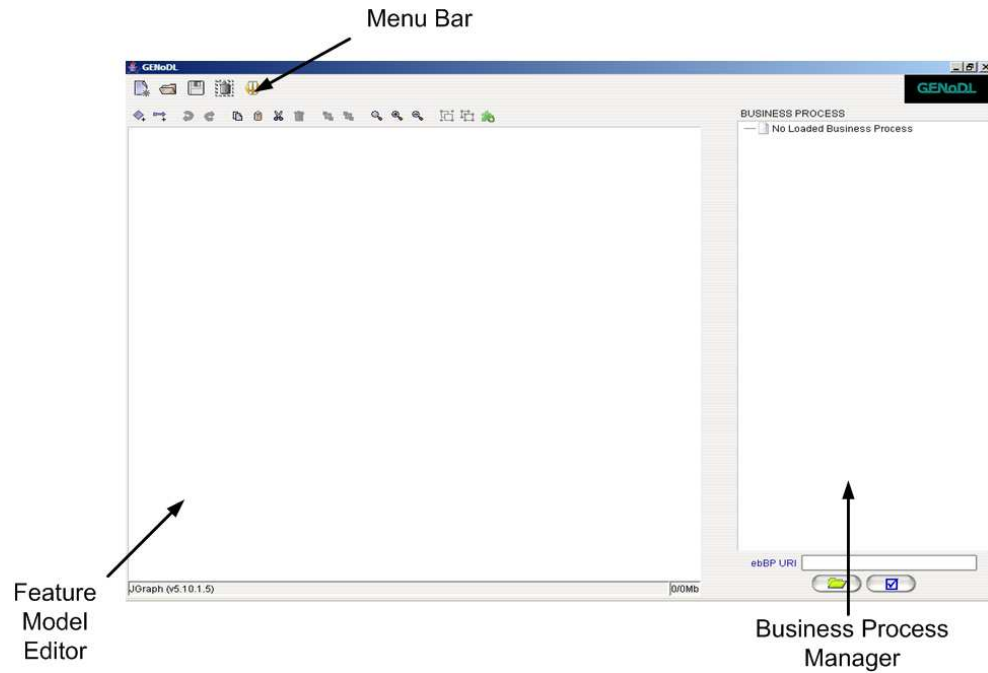 Menu Bar
GENoDL
GENoDL
BUSINESS PROCESS
No Loaded Business Process
ebBP URI
JGraph (v5.10.1.5)
0/0Mb
Feature
Model
Editor
Business Process
Manager